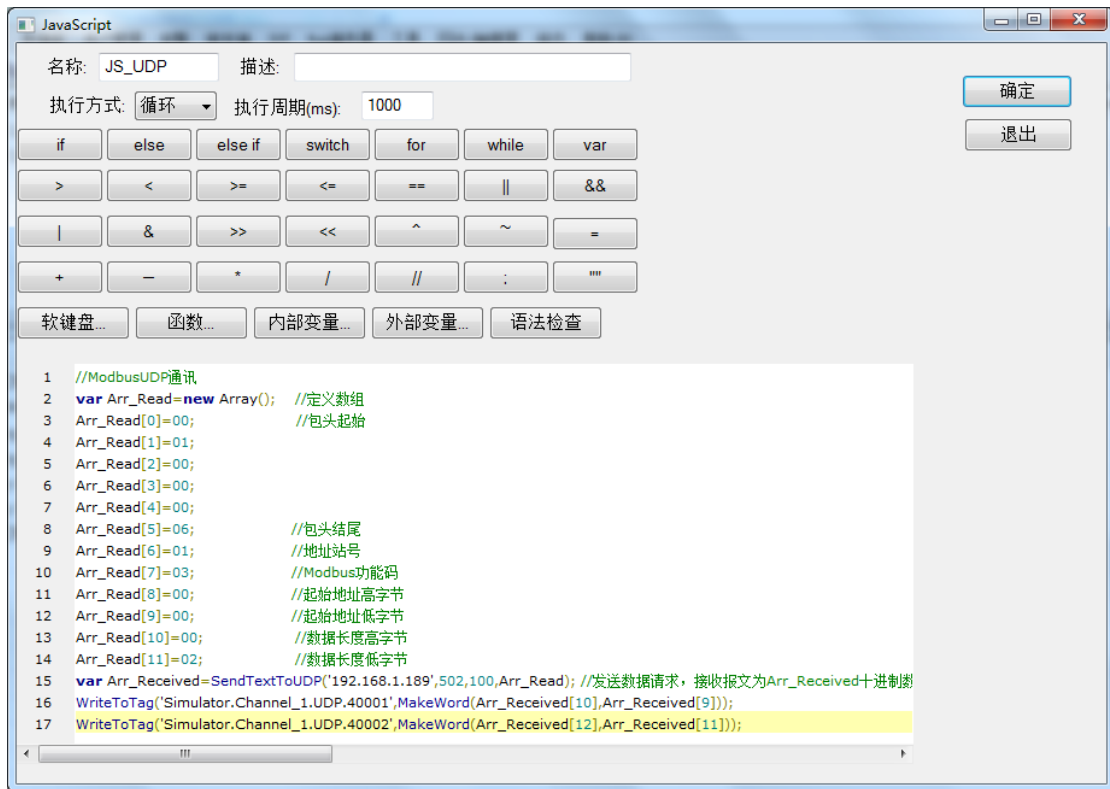 JavaScript
名称: JS_UDP 描述:
执行方式: 循环 执行周期(ms): 1000
确定
退出
if else else if switch for while var
> < >= <= == || &&
| & >> << ^ ~ =
+ — * / // ; ""
软键盘... 函数... 内部变量... 外部变量... 语法检查
1 //ModbusUDP通讯
2 var Arr_Read=new Array(); //定义数组
3 Arr_Read[0]=00; //包头起始
4 Arr_Read[1]=01;
5 Arr_Read[2]=00;
6 Arr_Read[3]=00;
7 Arr_Read[4]=00;
8 Arr_Read[5]=06; //包头结尾
9 Arr_Read[6]=01; //地址站号
10 Arr_Read[7]=03; //Modbus功能码
11 Arr_Read[8]=00; //起始地址高字节
12 Arr_Read[9]=00; //起始地址低字节
13 Arr_Read[10]=00; //数据长度高字节
14 Arr_Read[11]=02; //数据长度低字节
15 var Arr_Received=SendTextToUDP('192.168.1.189',502,100,Arr_Read); //发送数据请求，接收报文为Arr_Received十进制数
16 WriteToTag('Simulator.Channel_1.UDP.40001',MakeWord(Arr_Received[10],Arr_Received[9]));
17 WriteToTag('Simulator.Channel_1.UDP.40002',MakeWord(Arr_Received[12],Arr_Received[11]));